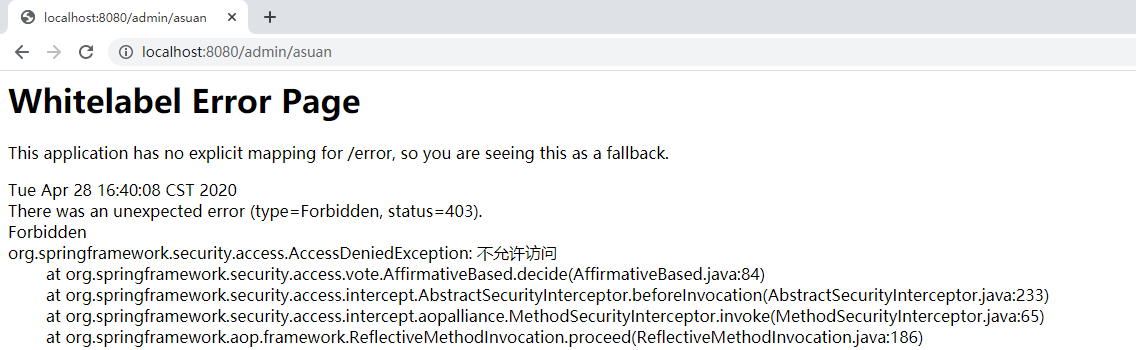 localhost:8080/admin/asuan
localhost:8080/admin/asuan
Whitelabel Error Page
This application has no explicit mapping for /error, so you are seeing this as a fallback.
Tue Apr 28 16:40:08 CST 2020
There was an unexpected error (type=Forbidden, status=403).
Forbidden
org.springframework.security.access.AccessDeniedException: 不允许访问
at org.springframework.security.access.vote.AffirmativeBased.decide(AffirmativeBased.java:84)
at org.springframework.security.access.intercept.AbstractSecurityInterceptor.beforeInvocation(AbstractSecurityInterceptor.java:233)
at org.springframework.security.access.intercept.aopalliance.MethodSecurityInterceptor.invoke(MethodSecurityInterceptor.java:65)
at org.springframework.aop.framework.ReflectiveMethodInvocation.proceed(ReflectiveMethodInvocation.java:186)